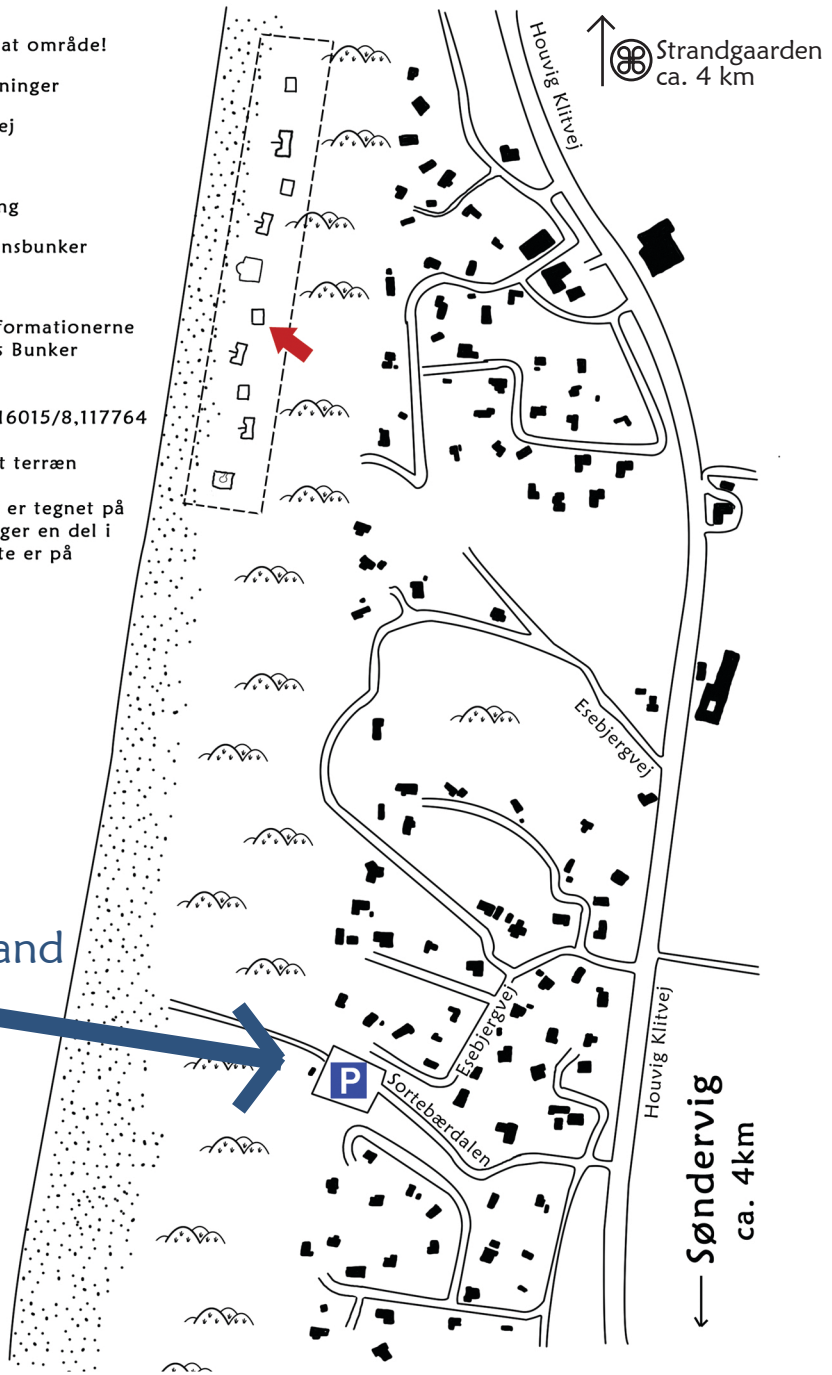 at område!
ninger
ej
ng
nsbunker
formationerne
s Bunker
16015/8,117764
t terræn
er tegnet på
ger en del i
te er på
and
Houvig Klitvej
Strandgaarden
ca. 4 km
Esebjergvej
Esebjergvej
P
Sortebærdalen
Houvig Klitvej
Søndervig
ca. 4km